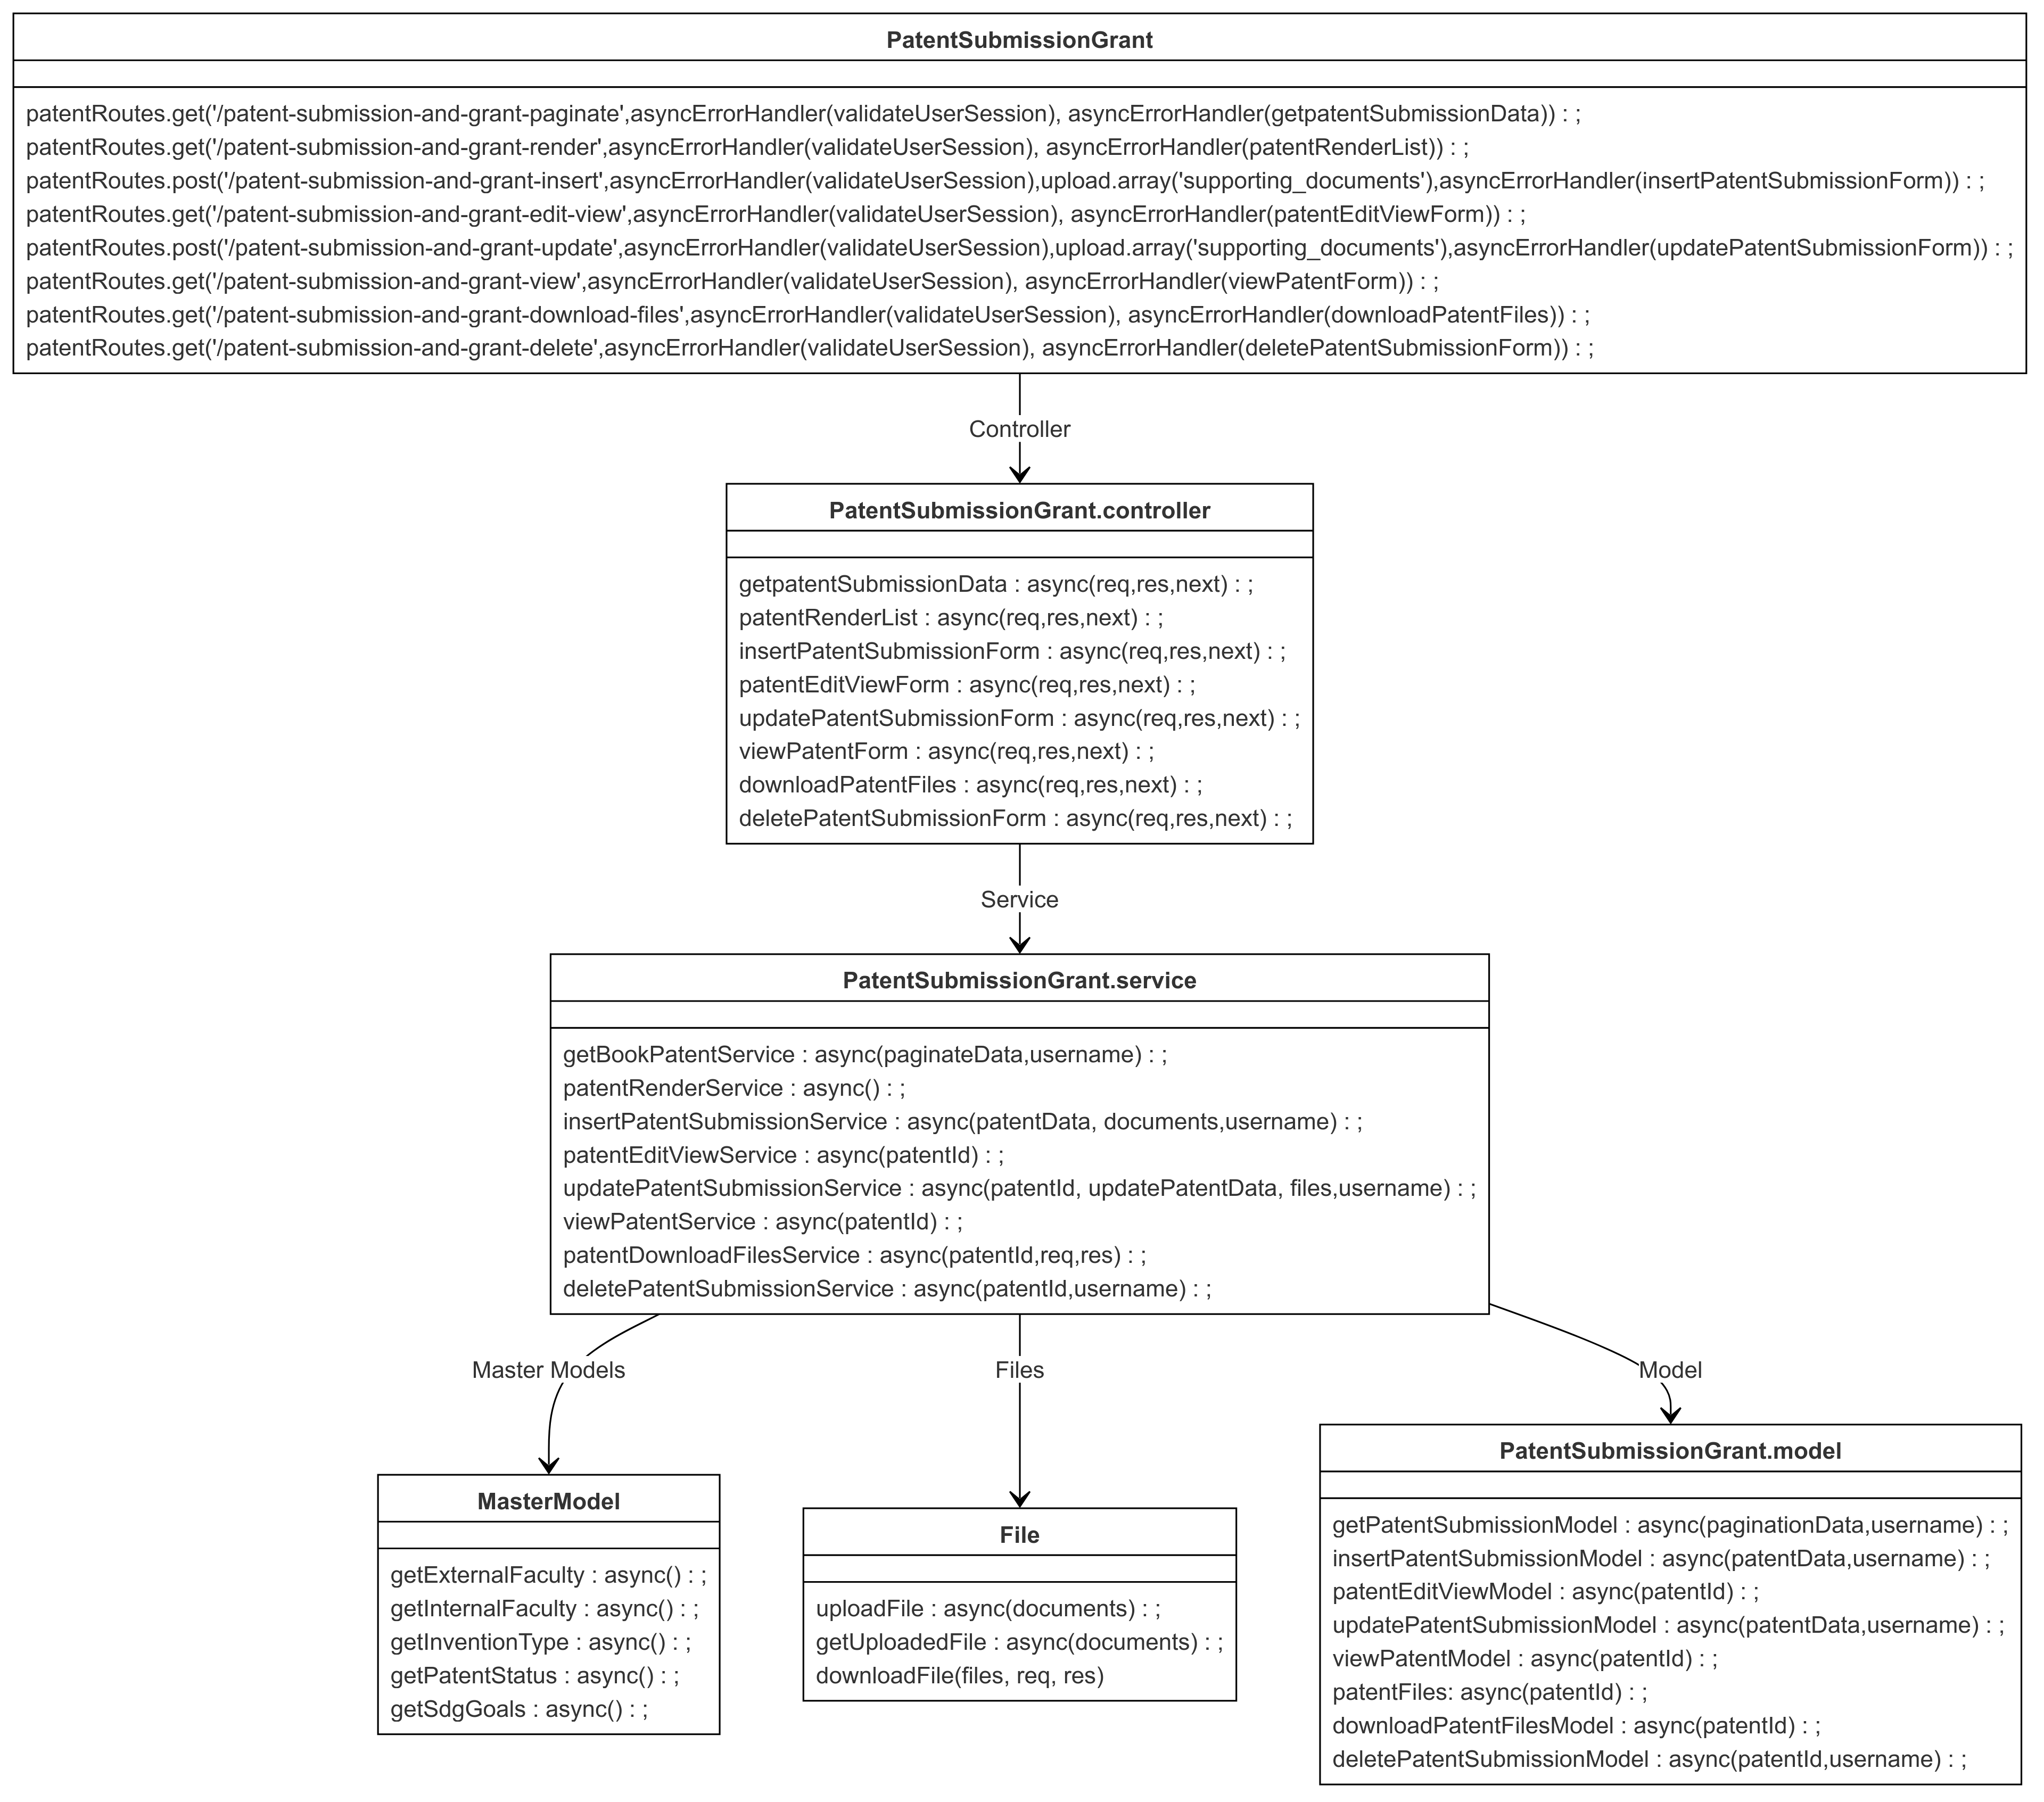 PatentSubmissionGrant
patentRoutes.get('/patent-submission-and-grant-paginate',asyncErrorHandler(validateUserSession), asyncErrorHandler(getpatentSubmissionData)) : ;
patentRoutes.get('/patent-submission-and-grant-render',asyncErrorHandler(validateUserSession), asyncErrorHandler(patentRenderList)) : ;
patentRoutes.post('/patent-submission-and-grant-insert',asyncErrorHandler(validateUserSession),upload.array('supporting_documents'),asyncErrorHandler(insertPatentSubmissionForm)) : ;
patentRoutes.get('/patent-submission-and-grant-edit-view',asyncErrorHandler(validateUserSession), asyncErrorHandler(patentEditViewForm)) : ;
patentRoutes.post('/patent-submission-and-grant-update',asyncErrorHandler(validateUserSession),upload.array('supporting_documents'),asyncErrorHandler(updatePatentSubmissionForm)) : ;
patentRoutes.get('/patent-submission-and-grant-view',asyncErrorHandler(validateUserSession), asyncErrorHandler(viewPatentForm)) : ;
patentRoutes.get('/patent-submission-and-grant-download-files',asyncErrorHandler(validateUserSession), asyncErrorHandler(downloadPatentFiles)) : ;
patentRoutes.get('/patent-submission-and-grant-delete',asyncErrorHandler(validateUserSession), asyncErrorHandler(deletePatentSubmissionForm)) : ;
Controller
PatentSubmissionGrant.controller
getpatentSubmissionData : async(req,res,next) : ;
patentRenderList : async(req,res,next) : ;
insertPatentSubmissionForm : async(req,res,next) : ;
patentEditViewForm : async(req,res,next) : ;
updatePatentSubmissionForm : async(req,res,next) : ;
viewPatentForm : async(req,res,next) : ;
downloadPatentFiles : async(req,res,next) : ;
deletePatentSubmissionForm : async(req,res,next) : ;
Service
PatentSubmissionGrant.service
getBookPatentService : async(paginateData,username) : ;
patentRenderService : async() : ;
insertPatentSubmissionService : async(patentData, documents,username) : ;
patentEditViewService : async(patentId) : ;
updatePatentSubmissionService : async(patentId, updatePatentData, files,username) : ;
viewPatentService : async(patentId) : ;
patentDownloadFilesService : async(patentId,req,res) : ;
deletePatentSubmissionService : async(patentId,username) : ;
Master Models
Files
Model
MasterModel
getExternalFaculty : async() : ;
getInternalFaculty : async() : ;
getInventionType : async() : ;
getPatentStatus : async() : ;
getSdgGoals : async() : ;
File
uploadFile : async(documents) : ;
getUploadedFile : async(documents) : ;
downloadFile(files, req, res)
PatentSubmissionGrant.model
getPatentSubmissionModel : async(paginationData,username) : ;
insertPatentSubmissionModel : async(patentData,username) : ;
patentEditViewModel : async(patentId) : ;
updatePatentSubmissionModel : async(patentData,username) : ;
viewPatentModel : async(patentId) : ;
patentFiles: async(patentId) : ;
downloadPatentFilesModel : async(patentId) : ;
deletePatentSubmissionModel : async(patentId,username) : ;